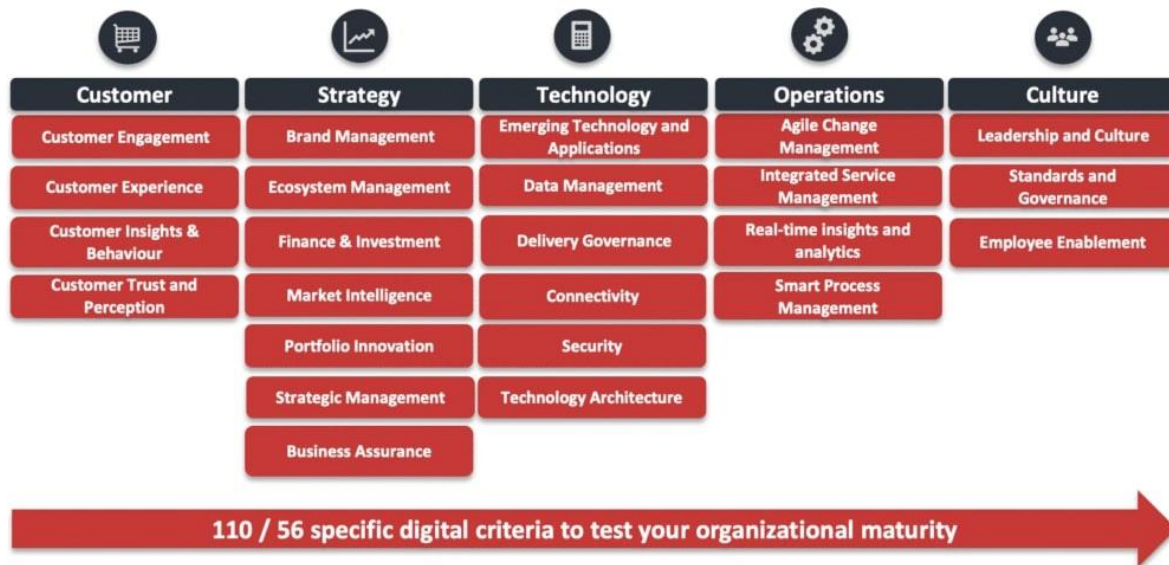 Customer
Customer Engagement
Customer Experience
Customer Insights &
Behaviour
Customer Trust and
Perception
Strategy
Brand Management
Ecosystem Management
Finance & Investment
Market Intelligence
Portfolio Innovation
Strategic Management
Business Assurance
Technology
Emerging Technology and
Applications
Data Management
Delivery Governance
Connectivity
Security
Technology Architecture
Operations
Agile Change
Management
Integrated Service
Management
Real-time insights and
analytics
Smart Process
Management
Culture
Leadership and Culture
Standards and
Governance
Employee Enablement
110 / 56 specific digital criteria to test your organizational maturity